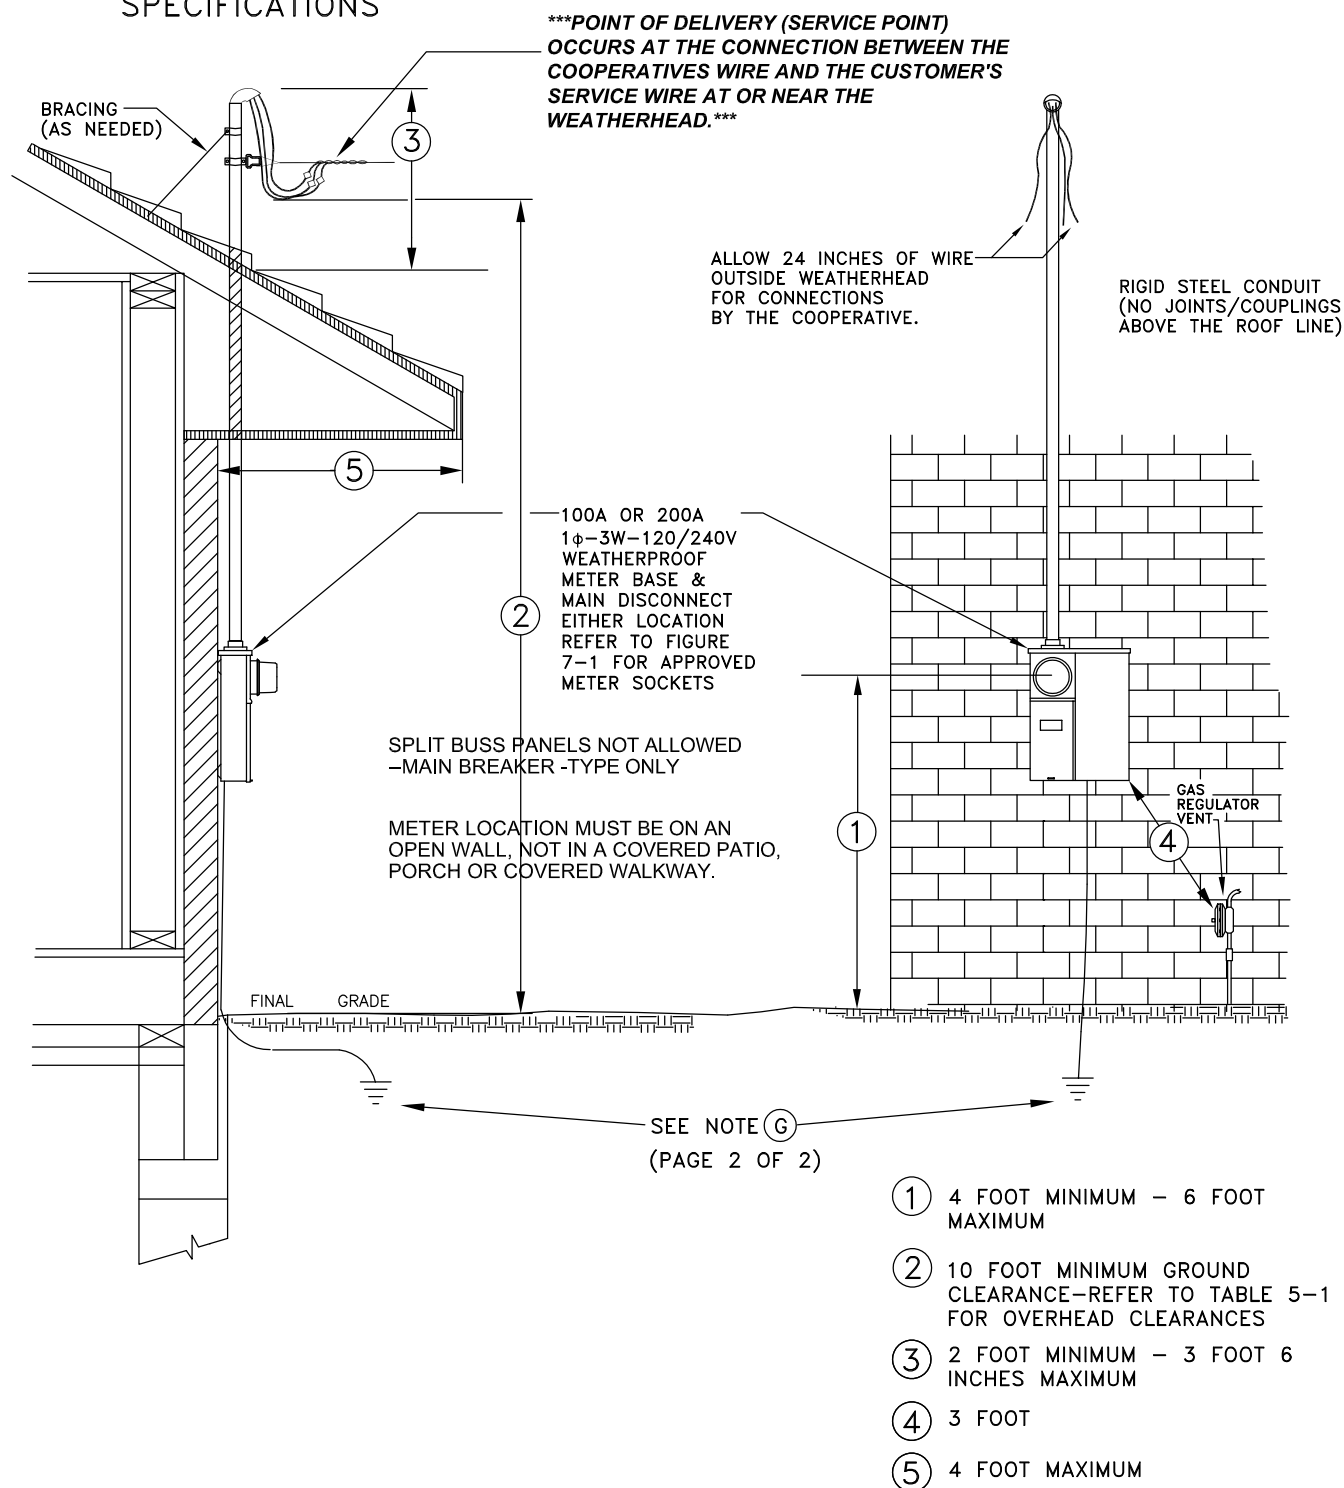 SPECIFICATIONS
***POINT OF DELIVERY (SERVICE POINT)
OCCURS AT THE CONNECTION BETWEEN THE
COOPERATIVES WIRE AND THE CUSTOMER'S
SERVICE WIRE AT OR NEAR THE
WEATHERHEAD.***
BRACING
(AS NEEDED)
3
ALLOW 24 INCHES OF WIRE
OUTSIDE WEATHERHEAD
FOR CONNECTIONS
BY THE COOPERATIVE.
RIGID STEEL CONDUIT
(NO JOINTS/COUPLINGS
ABOVE THE ROOF LINE)
5
100A OR 200A
1ϕ-3W-120/240V
WEATHERPROOF
METER BASE &
MAIN DISCONNECT
EITHER LOCATION
REFER TO FIGURE
7-1 FOR APPROVED
METER SOCKETS
2
SPLIT BUSS PANELS NOT ALLOWED
–MAIN BREAKER -TYPE ONLY
METER LOCATION MUST BE ON AN
OPEN WALL, NOT IN A COVERED PATIO,
PORCH OR COVERED WALKWAY.
1
GAS
REGULATOR
VENT
4
FINAL GRADE
SEE NOTE G
(PAGE 2 OF 2)
1 4 FOOT MINIMUM – 6 FOOT
MAXIMUM
2 10 FOOT MINIMUM GROUND
CLEARANCE–REFER TO TABLE 5–1
FOR OVERHEAD CLEARANCES
3 2 FOOT MINIMUM – 3 FOOT 6
INCHES MAXIMUM
4 3 FOOT
5 4 FOOT MAXIMUM